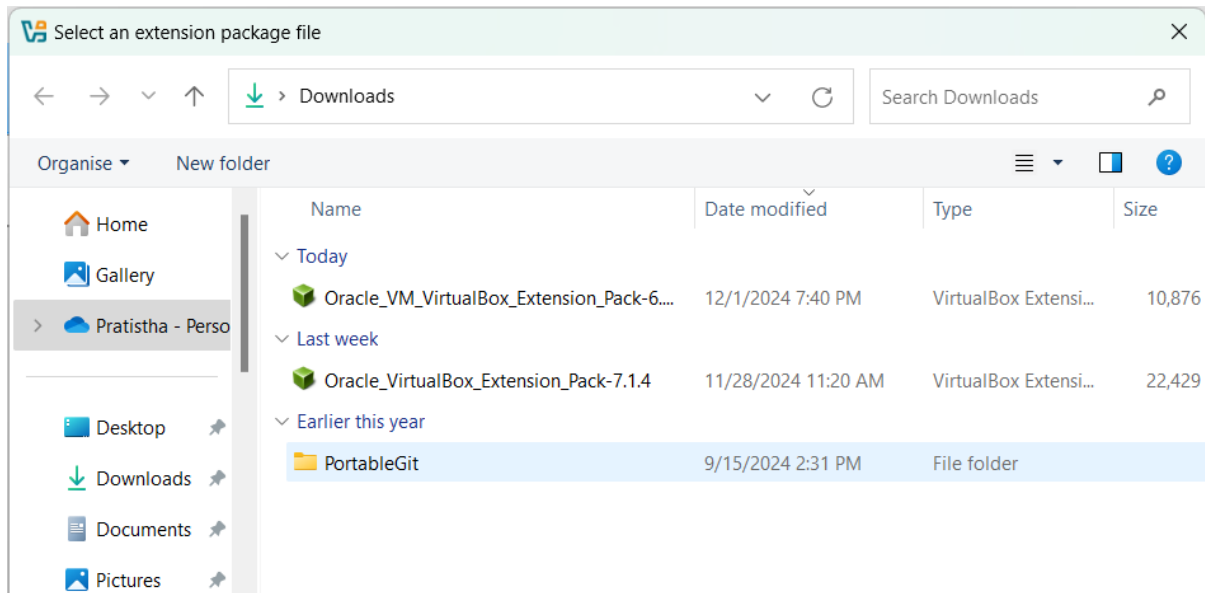 Select an extension package file
Downloads
Search Downloads
Organise New folder
Name Date modified Type Size
Home
Gallery
Pratistha - Perso
Desktop
Downloads
Documents
Pictures
Today
Oracle_VM_VirtualBox_Extension_Pack-6.... 12/1/2024 7:40 PM VirtualBox Extensi... 10,876
Last week
Oracle_VirtualBox_Extension_Pack-7.1.4 11/28/2024 11:20 AM VirtualBox Extensi... 22,429
Earlier this year
PortableGit 9/15/2024 2:31 PM File folder